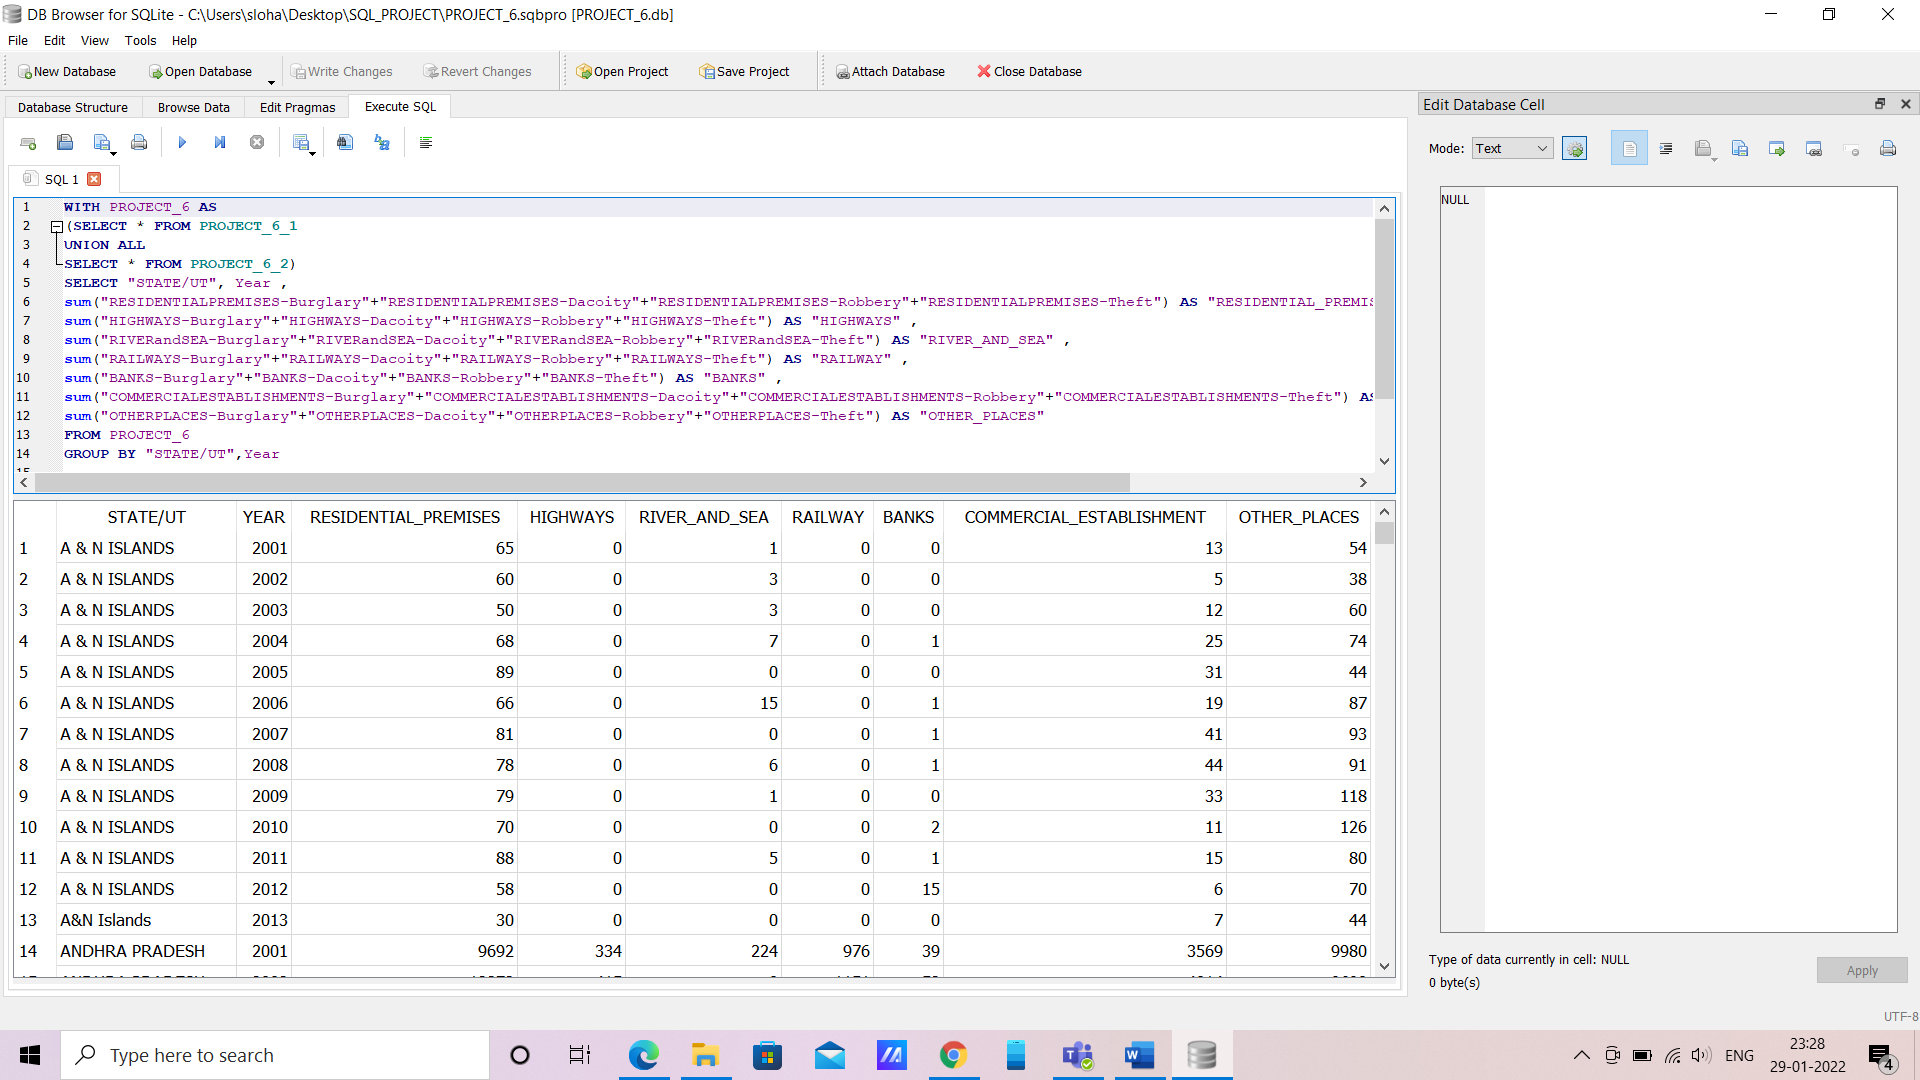 DB Browser for SQLite - C:\Users\sloha\Desktop\SQL_PROJECT\PROJECT_6.sqbpro [PROJECT_6.db]
File Edit View Tools Help
New Database Open Database Write Changes Revert Changes Open Project Save Project Attach Database Close Database
Database Structure Browse Data Edit Pragmas Execute SQL
SQL 1
1 WITH PROJECT_6 AS
2 (SELECT * FROM PROJECT_6_1
3 UNION ALL
4 SELECT * FROM PROJECT_6_2)
5 SELECT "STATE/UT", Year ,
6 sum("RESIDENTIALPREMISES-Burglary"+"RESIDENTIALPREMISES-Dacoity"+"RESIDENTIALPREMISES-Robbery"+"RESIDENTIALPREMISES-Theft") AS "RESIDENTIAL_PREMIS
7 sum("HIGHWAYS-Burglary"+"HIGHWAYS-Dacoity"+"HIGHWAYS-Robbery"+"HIGHWAYS-Theft") AS "HIGHWAYS" ,
8 sum("RIVERandSEA-Burglary"+"RIVERandSEA-Dacoity"+"RIVERandSEA-Robbery"+"RIVERandSEA-Theft") AS "RIVER_AND_SEA" ,
9 sum("RAILWAYS-Burglary"+"RAILWAYS-Dacoity"+"RAILWAYS-Robbery"+"RAILWAYS-Theft") AS "RAILWAY" ,
10 sum("BANKS-Burglary"+"BANKS-Dacoity"+"BANKS-Robbery"+"BANKS-Theft") AS "BANKS" ,
11 sum("COMMERCIALESTABLISHMENTS-Burglary"+"COMMERCIALESTABLISHMENTS-Dacoity"+"COMMERCIALESTABLISHMENTS-Robbery"+"COMMERCIALESTABLISHMENTS-Theft") AS
12 sum("OTHERPLACES-Burglary"+"OTHERPLACES-Dacoity"+"OTHERPLACES-Robbery"+"OTHERPLACES-Theft") AS "OTHER_PLACES"
13 FROM PROJECT_6
14 GROUP BY "STATE/UT",Year
15
STATE/UT YEAR RESIDENTIAL_PREMISES HIGHWAYS RIVER_AND_SEA RAILWAY BANKS COMMERCIAL_ESTABLISHMENT OTHER_PLACES
1 A & N ISLANDS 2001 65 0 1 0 0 13 54
2 A & N ISLANDS 2002 60 0 3 0 0 5 38
3 A & N ISLANDS 2003 50 0 3 0 0 12 60
4 A & N ISLANDS 2004 68 0 7 0 1 25 74
5 A & N ISLANDS 2005 89 0 0 0 0 31 44
6 A & N ISLANDS 2006 66 0 15 0 1 19 87
7 A & N ISLANDS 2007 81 0 0 0 1 41 93
8 A & N ISLANDS 2008 78 0 6 0 1 44 91
9 A & N ISLANDS 2009 79 0 1 0 0 33 118
10 A & N ISLANDS 2010 70 0 0 0 2 11 126
11 A & N ISLANDS 2011 88 0 5 0 1 15 80
12 A & N ISLANDS 2012 58 0 0 0 15 6 70
13 A&N Islands 2013 30 0 0 0 0 7 44
14 ANDHRA PRADESH 2001 9692 334 224 976 39 3569 9980
Edit Database Cell
Mode: Text
NULL
Type of data currently in cell: NULL
0 byte(s)
Apply
UTF-8
Type here to search
W
ENG
23:28
29-01-2022
4